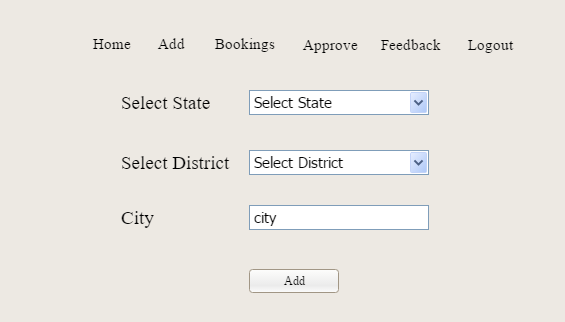 Home Add Bookings Approve Feedback Logout
Select State Select State
Select District Select District
City city
Add